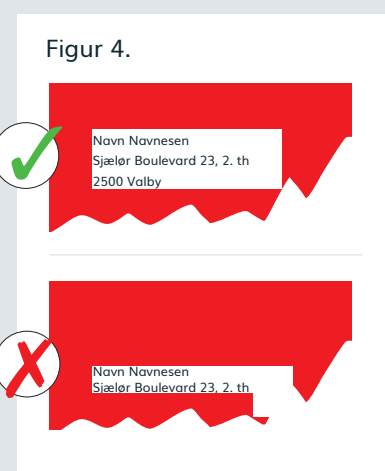 Figur 4.
Navn Navnesen
Sjælør Boulevard 23, 2. th
2500 Valby
Navn Navnesen
Sjælør Boulevard 23, 2. th